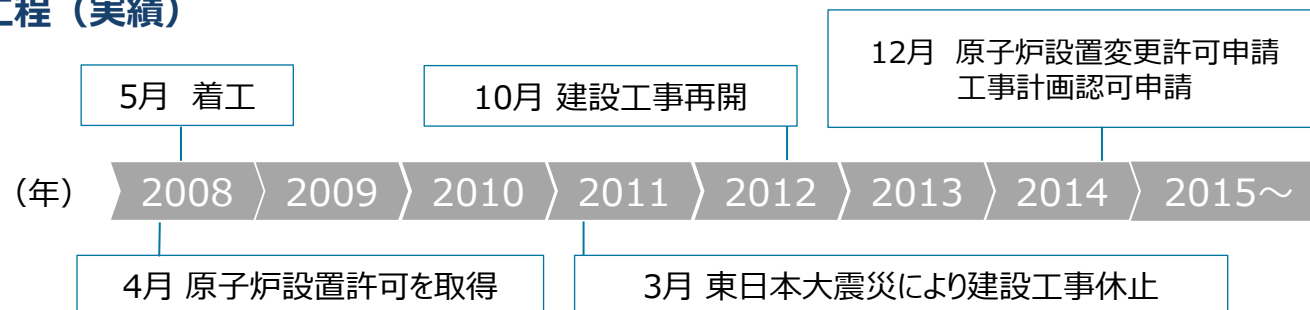 工程（実績）
12月 原子炉設置変更許可申請
工事計画認可申請
5月 着工
10月 建設工事再開
（年） 2008 2009 2010 2011 2012 2013 2014 2015～
4月 原子炉設置許可を取得
3月 東日本大震災により建設工事休止